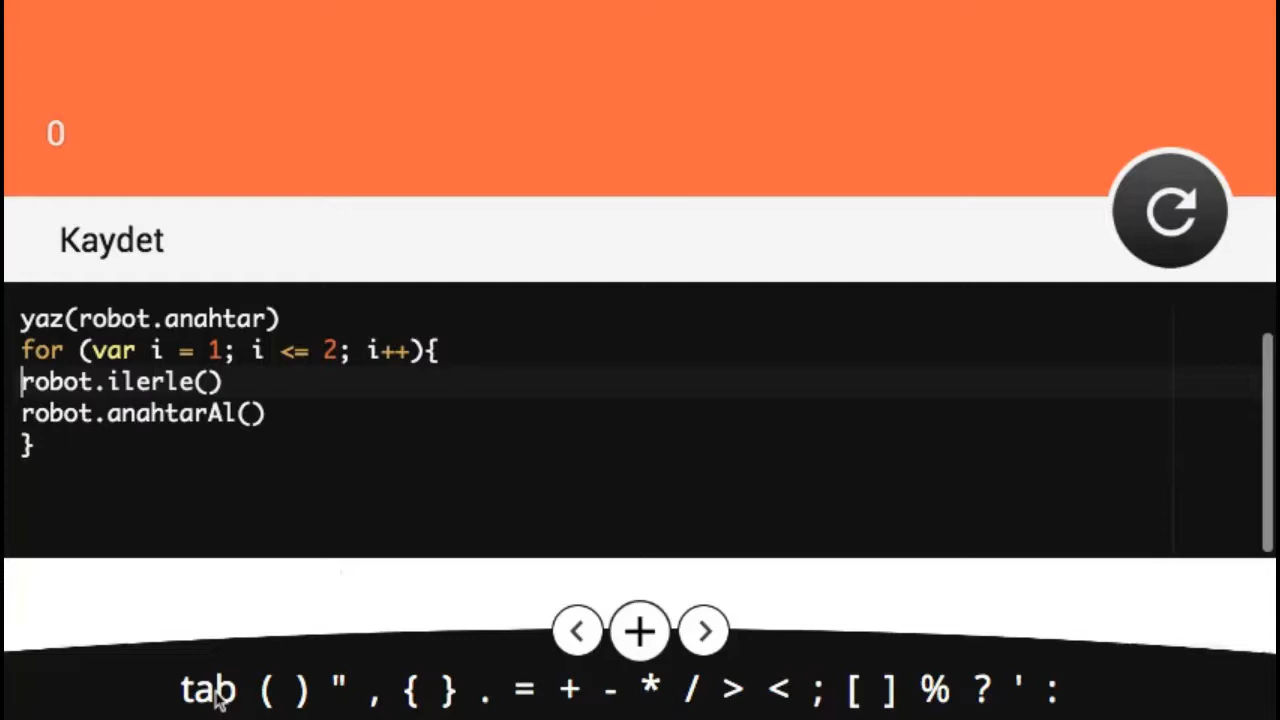 0
Kaydet
yaz(robot.anahtar)
for (var i = 1; i <= 2; i++){
robot.ilerle()
robot.anahtarAl()
}
< + >
tab ( ) " , { } . = + - * / > < ; [ ] % ? ' :